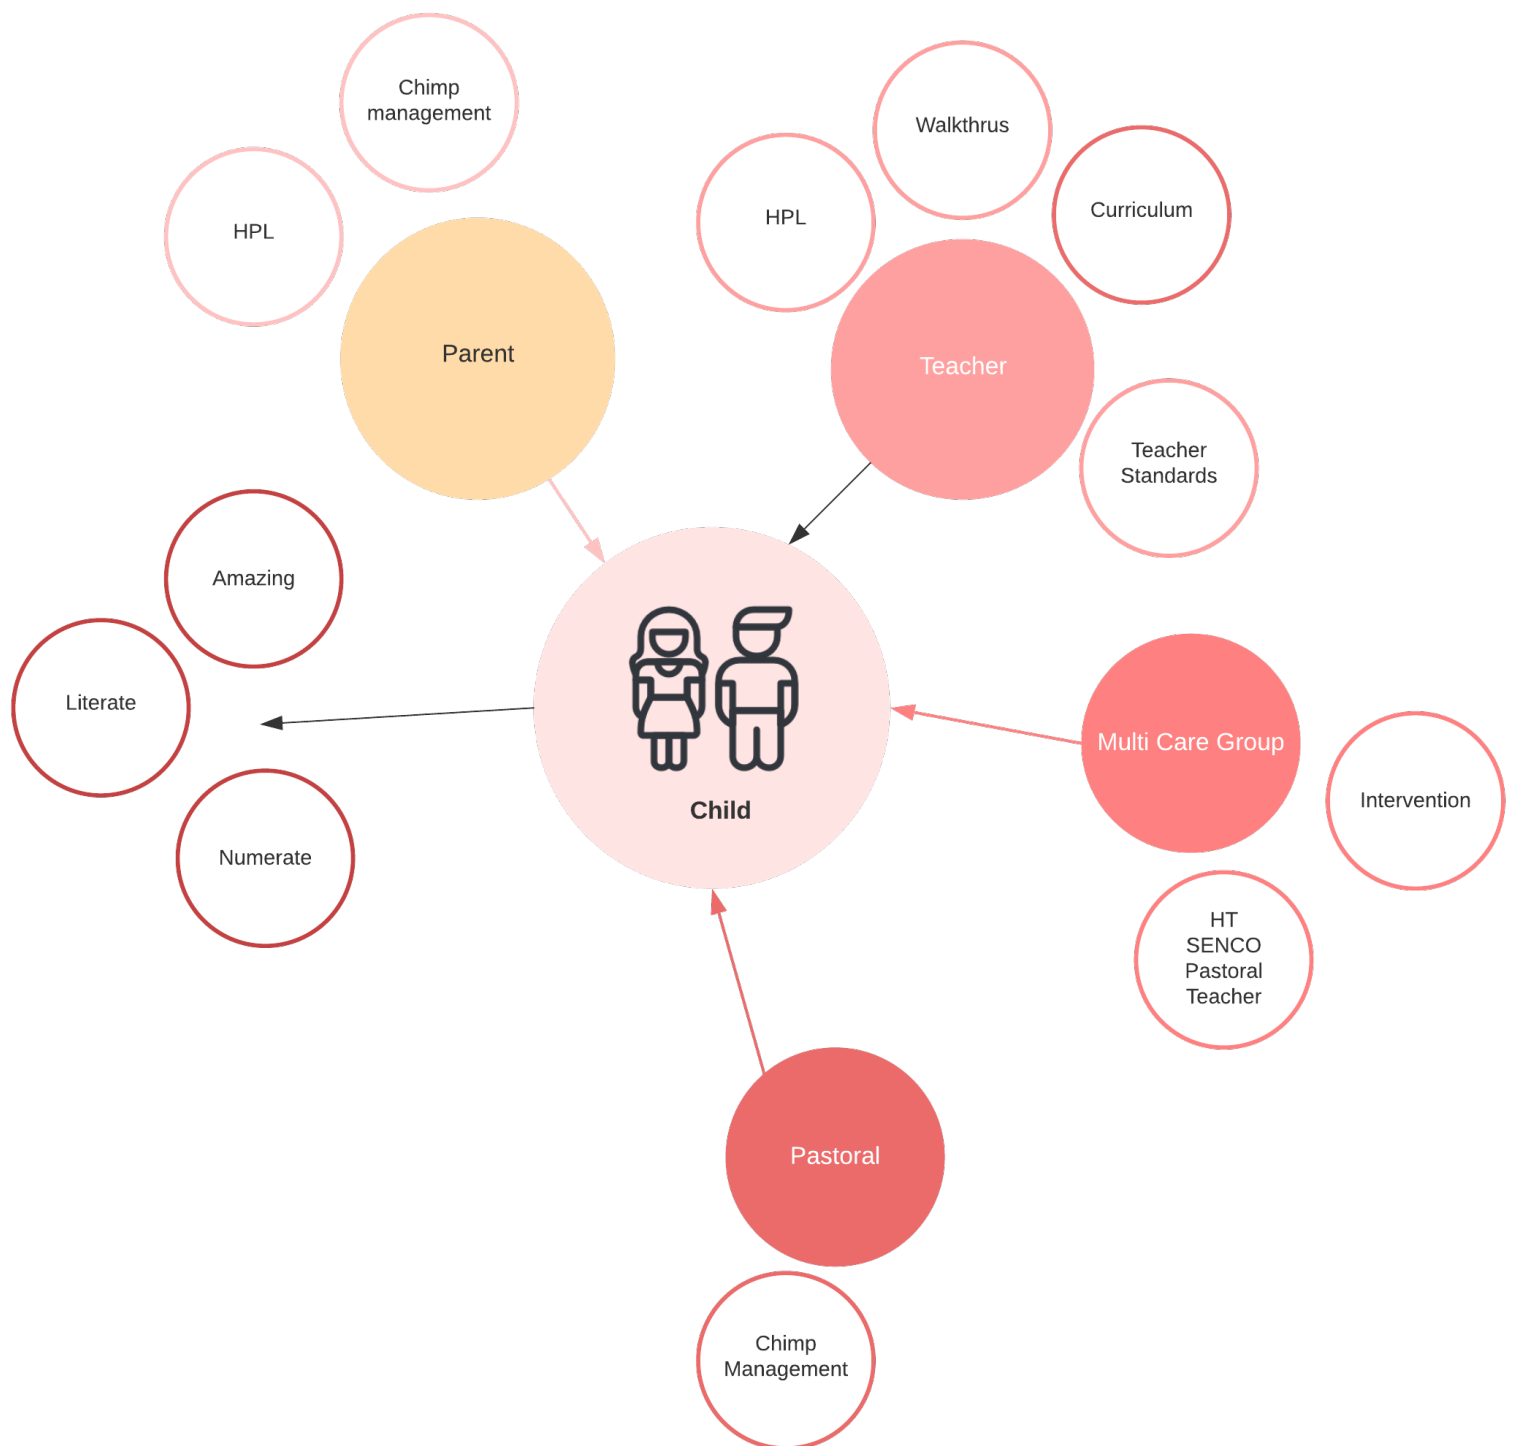 Chimp
management
HPL
Parent
Walkthrus
HPL
Curriculum
Teacher
Teacher
Standards
Amazing
Literate
Numerate
Child
Multi Care Group
Intervention
HT
SENCO
Pastoral
Teacher
Pastoral
Chimp
Management